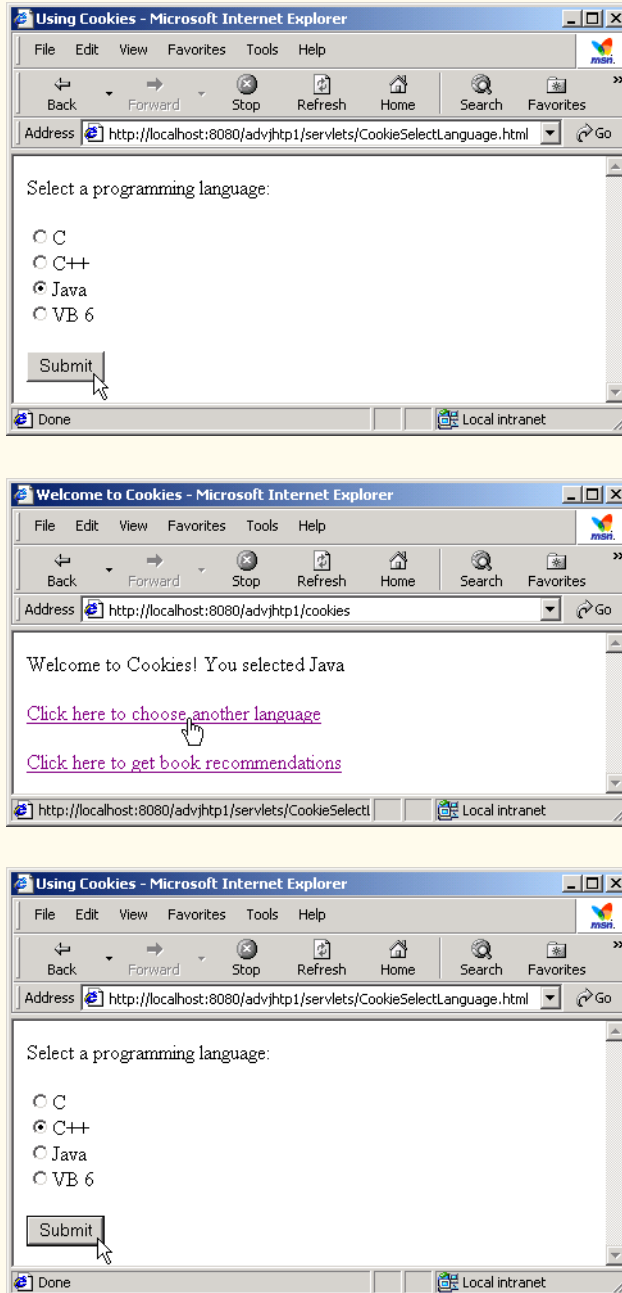 Using Cookies - Microsoft Internet Explorer
File Edit View Favorites Tools Help
msn.
Back Forward Stop Refresh Home Search Favorites »
Address http://localhost:8080/advjhtp1/servlets/CookieSelectLanguage.html Go
Select a programming language:
C
C++
Java
VB 6
Submit
Done Local intranet
Welcome to Cookies - Microsoft Internet Explorer
File Edit View Favorites Tools Help
msn.
Back Forward Stop Refresh Home Search Favorites »
Address http://localhost:8080/advjhtp1/cookies Go
Welcome to Cookies! You selected Java
Click here to choose another language
Click here to get book recommendations
http://localhost:8080/advjhtp1/servlets/CookieSelectL Local intranet
Using Cookies - Microsoft Internet Explorer
File Edit View Favorites Tools Help
msn.
Back Forward Stop Refresh Home Search Favorites »
Address http://localhost:8080/advjhtp1/servlets/CookieSelectLanguage.html Go
Select a programming language:
C
C++
Java
VB 6
Submit
Done Local intranet